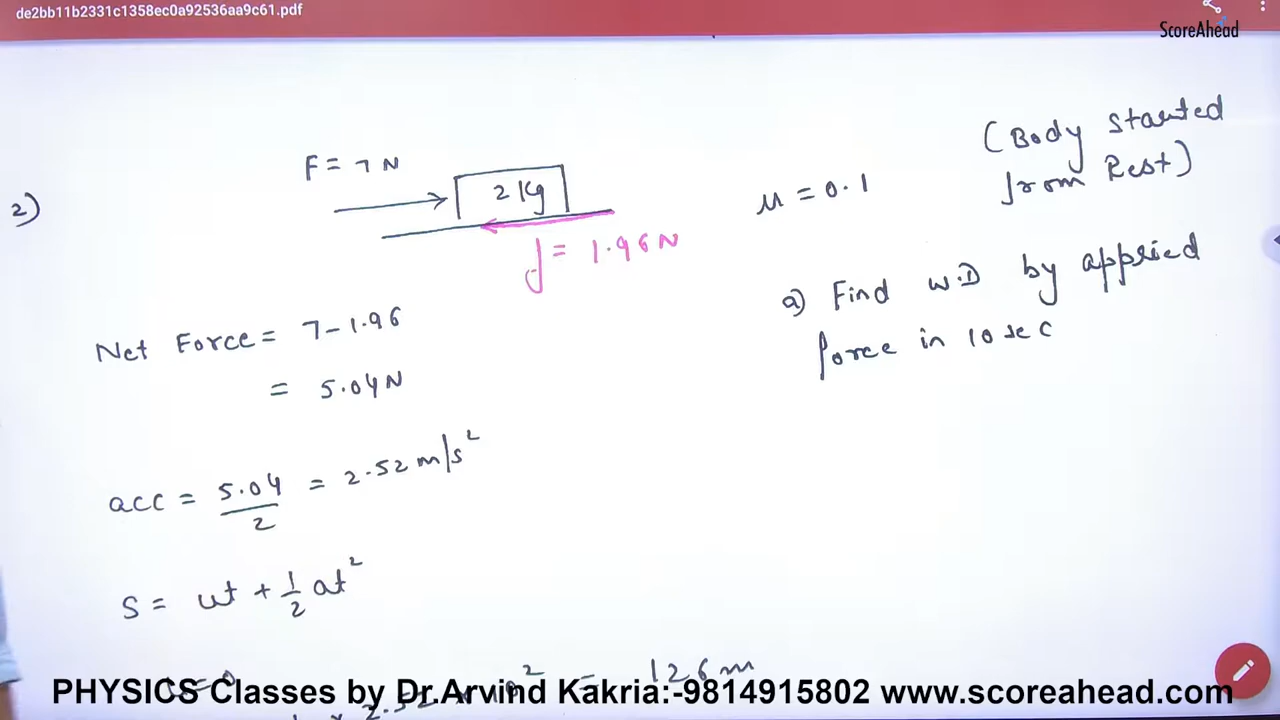 de2bb11b2331c1358ec0a92536aa9c61.pdf
ScoreAhead
2)
F = 7 N
2 Kg
f = 1.96 N
μ = 0.1
(Body started
from Rest)
a) Find W.D by applied
force in 10 sec
Net Force = 7 - 1.96
= 5.04 N
acc = 5.04/2 = 2.52 m/s²
S = ut + 1/2 at²
= 126 m
PHYSICS Classes by Dr.Arvind Kakria:-9814915802 www.scoreahead.com